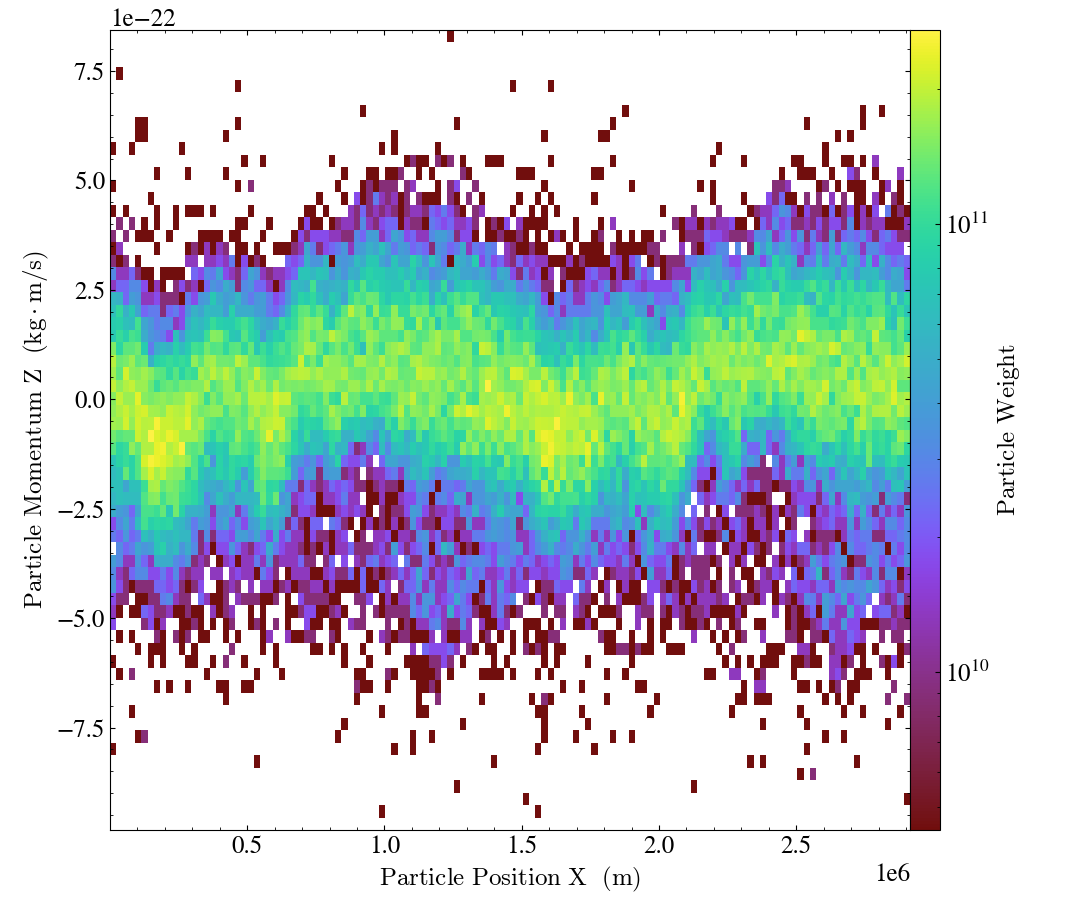 1e−22
7.5
5.0
2.5
0.0
−2.5
−5.0
−7.5
Particle Momentum Z (kg · m/s)
0.5
1.0
1.5
2.0
2.5
1e6
Particle Position X (m)
10¹¹
10¹⁰
Particle Weight